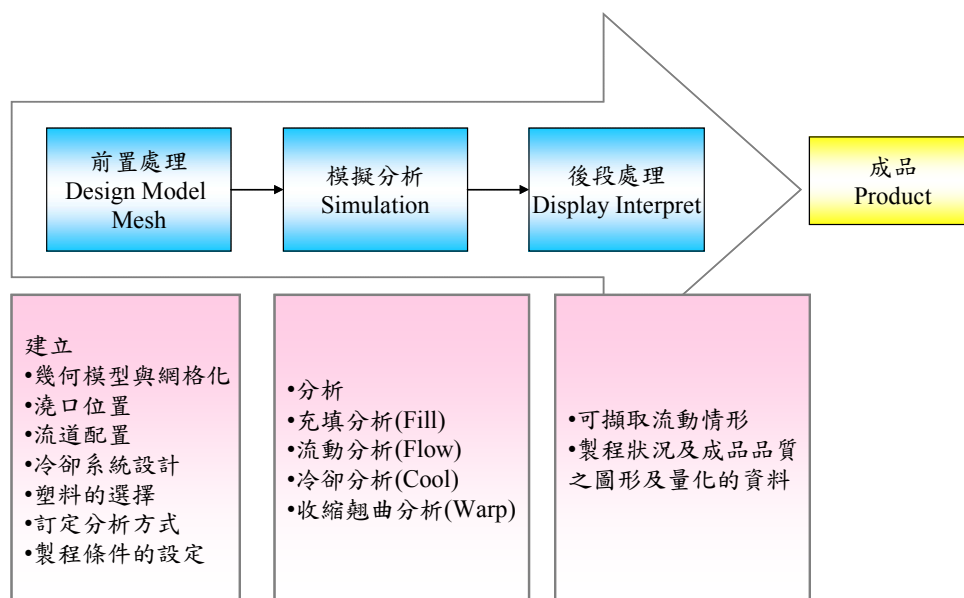 前置處理
Design Model
Mesh
模擬分析
Simulation
後段處理
Display Interpret
成品
Product
建立
•幾何模型與網格化
•澆口位置
•流道配置
•冷卻系統設計
•塑料的選擇
•訂定分析方式
•製程條件的設定
•分析
•充填分析(Fill)
•流動分析(Flow)
•冷卻分析(Cool)
•收縮翹曲分析(Warp)
•可擷取流動情形
•製程狀況及成品品質
之圖形及量化的資料